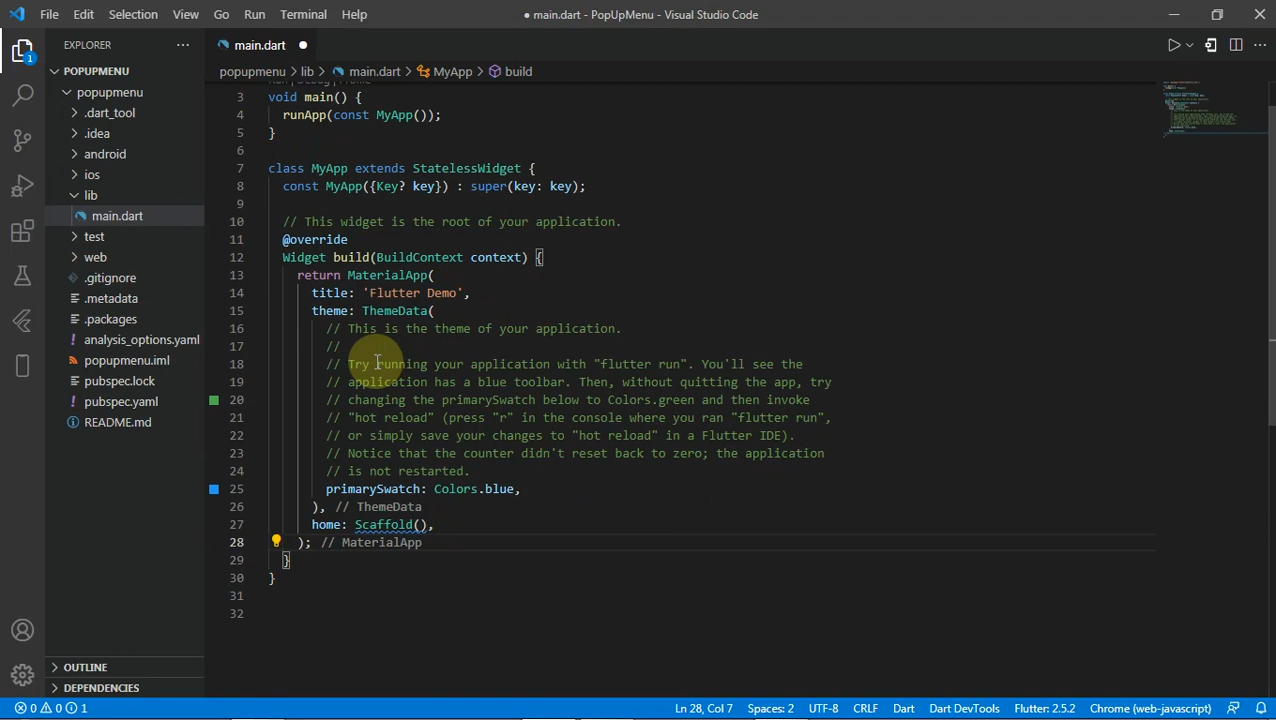 File Edit Selection View Go Run Terminal Help
● main.dart - PopUpMenu - Visual Studio Code
EXPLORER
main.dart
POPUPMENU
popupmenu > lib > main.dart > MyApp > build
1
popupmenu
.dart_tool
.idea
android
ios
lib
main.dart
test
web
.gitignore
.metadata
.packages
analysis_options.yaml
popupmenu.iml
pubspec.lock
pubspec.yaml
README.md
OUTLINE
DEPENDENCIES
3 void main() {
4 runApp(const MyApp());
5 }
6
7 class MyApp extends StatelessWidget {
8 const MyApp({Key? key}) : super(key: key);
9
10 // This widget is the root of your application.
11 @override
12 Widget build(BuildContext context) {
13 return MaterialApp(
14 title: 'Flutter Demo',
15 theme: ThemeData(
16 // This is the theme of your application.
17 //
18 // Try running your application with "flutter run". You'll see the
19 // application has a blue toolbar. Then, without quitting the app, try
20 // changing the primarySwatch below to Colors.green and then invoke
21 // "hot reload" (press "r" in the console where you ran "flutter run",
22 // or simply save your changes to "hot reload" in a Flutter IDE).
23 // Notice that the counter didn't reset back to zero; the application
24 // is not restarted.
25 primarySwatch: Colors.blue,
26 ), // ThemeData
27 home: Scaffold(),
28 ); // MaterialApp
29 }
30 }
31
32
0 0 1
Ln 28, Col 7 Spaces: 2 UTF-8 CRLF Dart Dart DevTools Flutter: 2.5.2 Chrome (web-javascript)